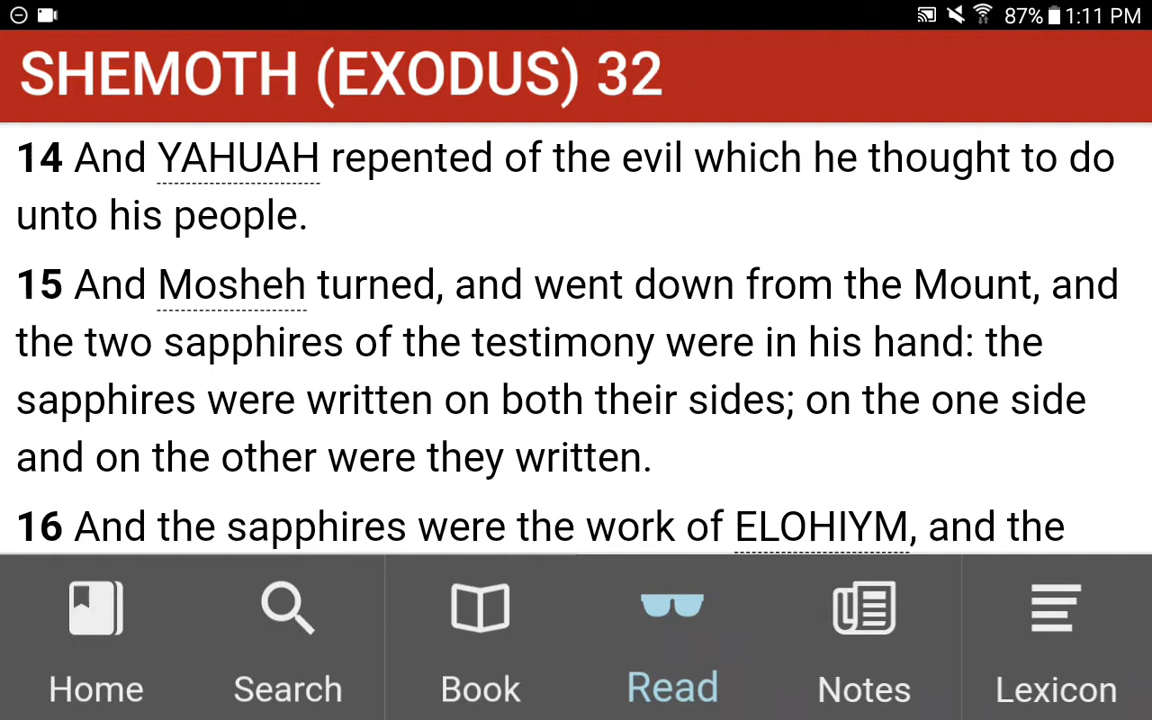 87% 1:11 PM
SHEMOTH (EXODUS) 32
14 And YAHUAH repented of the evil which he thought to do
unto his people.
15 And Mosheh turned, and went down from the Mount, and
the two sapphires of the testimony were in his hand: the
sapphires were written on both their sides; on the one side
and on the other were they written.
16 And the sapphires were the work of ELOHIYM, and the
Home Search Book Read Notes Lexicon